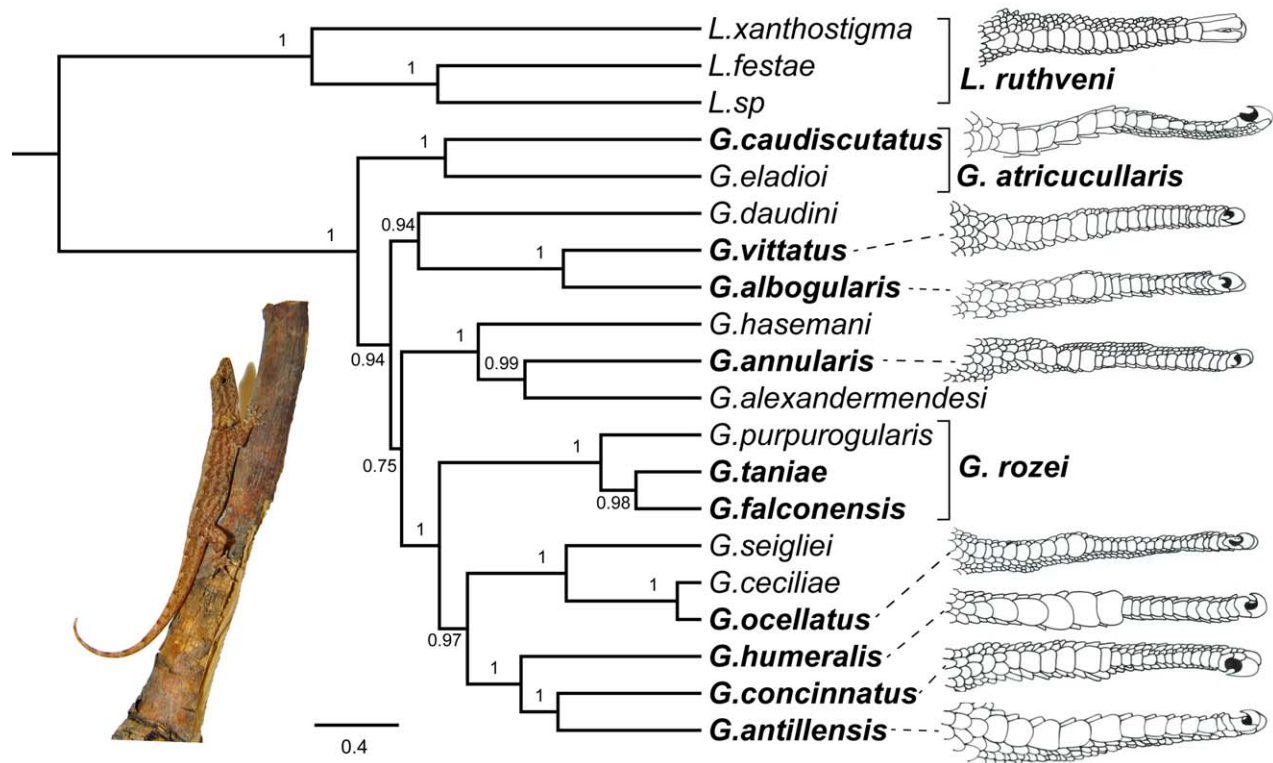 1
L.xanthostigma
1
L.festae
L.sp
L. ruthveni
1
G.caudiscutatus
G.eladioi
G. atricucullaris
1
0.94
G.daudini
1
G.vittatus
G.albogularis
0.94
1
G.hasemani
0.99
G.annularis
G.alexandermendesi
0.75
1
G.purpurogularis
0.98
G.taniae
G.falconensis
G. rozei
1
1
G.seigliei
1
G.ceciliae
G.ocellatus
0.97
1
G.humeralis
1
G.concinnatus
G.antillensis
0.4